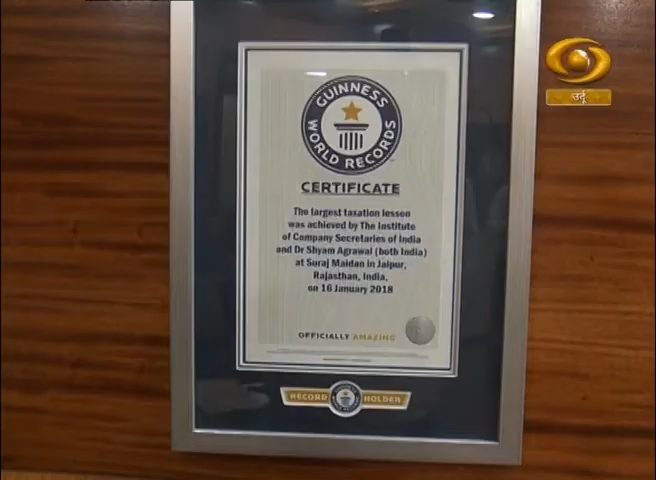 GUINNESS
WORLD RECORDS
CERTIFICATE
The largest taxation lesson
was achieved by The Institute
of Company Secretaries of India
and Dr Shyam Agrawal (both India)
at Suraj Maidan in Jaipur,
Rajasthan, India,
on 16 January 2018
OFFICIALLY AMAZING
RECORD HOLDER
उर्दू